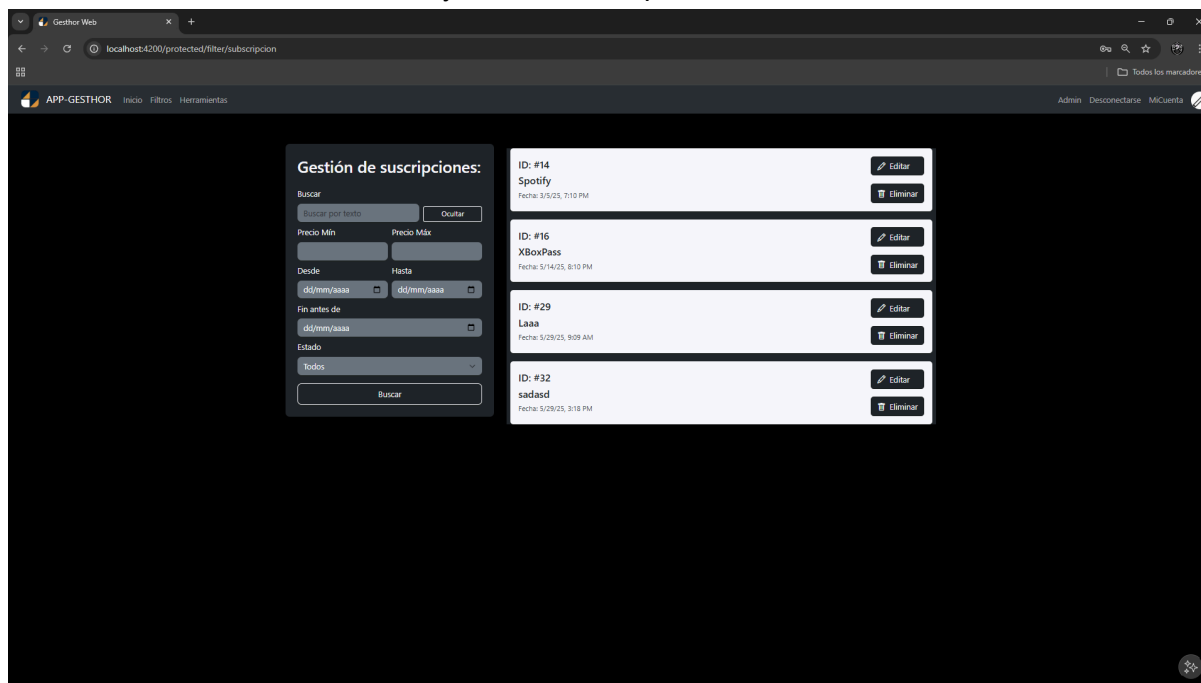 Gesthor Web
localhost:4200/protected/filter/subscripcion
Todos los marcadore
APP-GESTHOR Inicio Filtros Herramientas
Admin Desconectarse MiCuenta
Gestión de suscripciones:
Buscar
Buscar por texto
Ocultar
Precio Mín Precio Máx
Desde Hasta
dd/mm/aaaa dd/mm/aaaa
Fin antes de
dd/mm/aaaa
Estado
Todos
Buscar
ID: #14
Spotify
Fecha: 3/5/25, 7:10 PM
Editar
Eliminar
ID: #16
XBoxPass
Fecha: 5/14/25, 8:10 PM
Editar
Eliminar
ID: #29
Laaa
Fecha: 5/29/25, 9:09 AM
Editar
Eliminar
ID: #32
sadasd
Fecha: 5/29/25, 3:18 PM
Editar
Eliminar